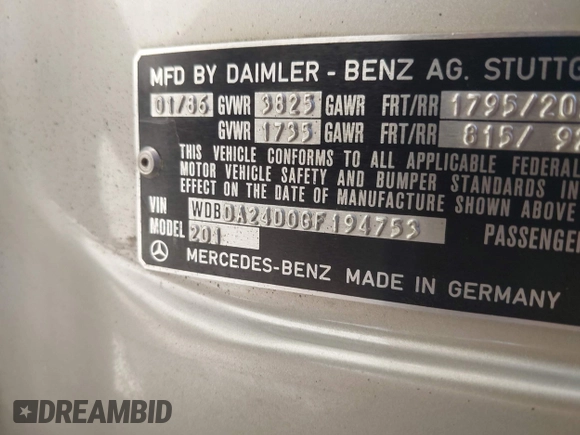 MFD BY DAIMLER - BENZ AG. STUTTG
01/86 GVWR 3825 GAWR FRT/RR 1795/20
GVWR 1735 GAWR FRT/RR 815/ 92
THIS VEHICLE CONFORMS TO ALL APPLICABLE FEDERAL
MOTOR VEHICLE SAFETY AND BUMPER STANDARDS IN
EFFECT ON THE DATE OF MANUFACTURE SHOWN ABOVE
VIN WDBDA24D0GF194753
MODEL 201 PASSENGER
MERCEDES-BENZ MADE IN GERMANY
DREAMBID